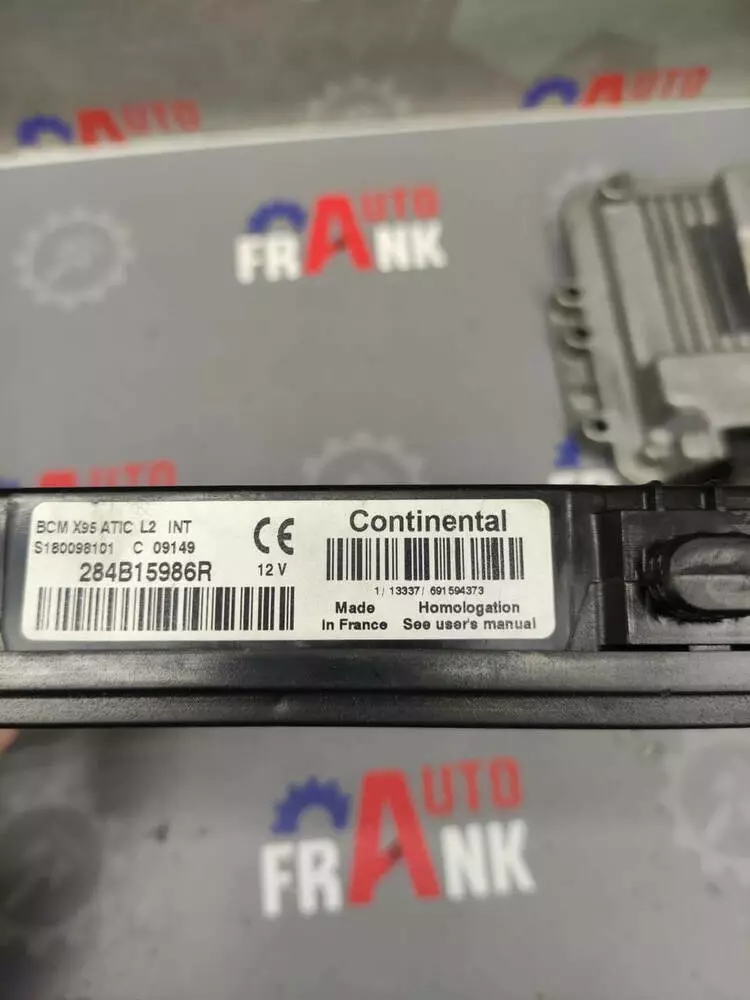 AUTO
AUTO
AUTO
FRANK
BCM X95 ATIC L2 INT
S180098101 C 09149
284B15986R
CE
12 V
Continental
1/ 13337/ 691594373
Made
in France
Homologation
See user's manual
AUTO
FRANK